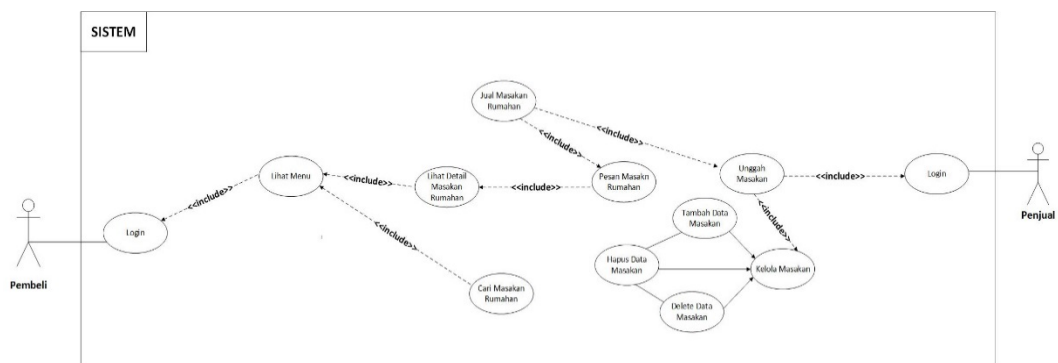 SISTEM
Jual Masakan
Rumahan
<<include>>
<<include>>
Lihat Menu
<<include>>
Lihat Detail
Masakan
Rumahan
<<include>>
Pesan Masakn
Rumahan
Unggah
Masakan
<<include>>
Login
Penjual
<<include>>
Login
Pembeli
<<include>>
Cari Masakan
Rumahan
<<include>>
Tambah Data
Masakan
Hapus Data
Masakan
Kelola Masakan
Delete Data
Masakan